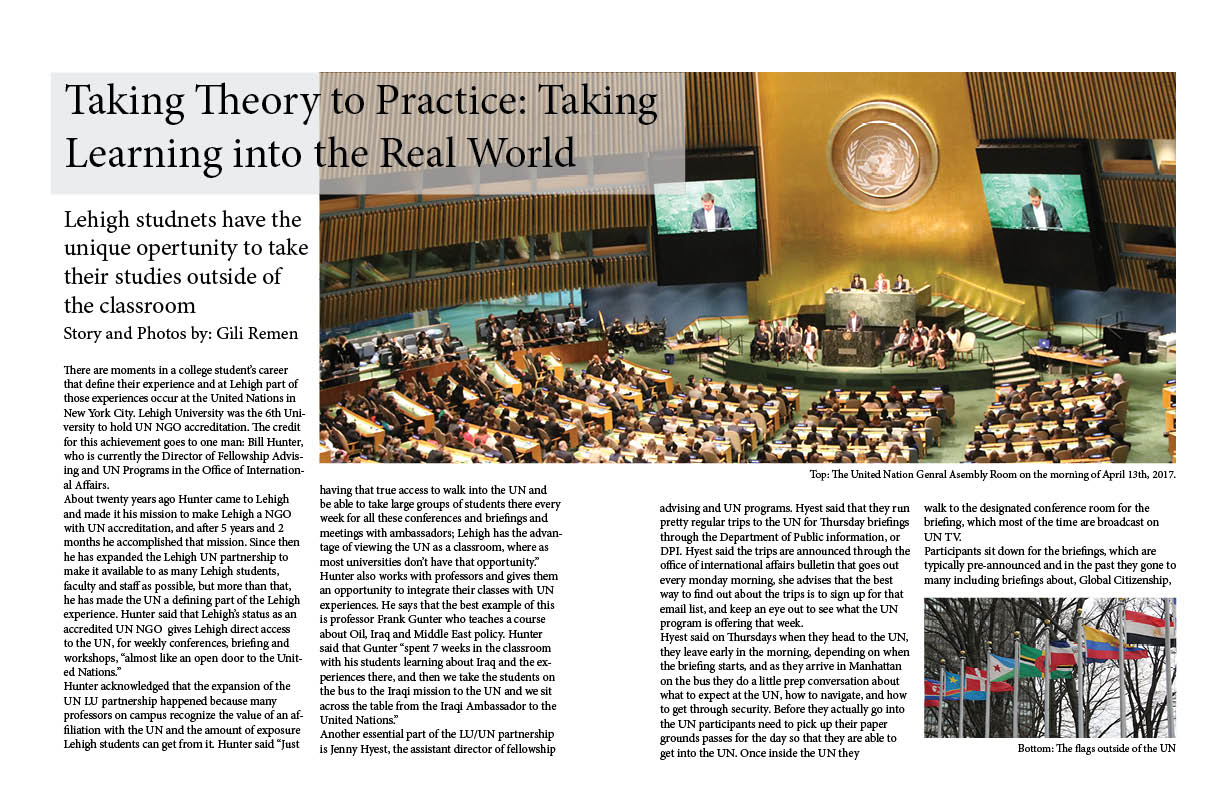 Taking Theory to Practice: Taking
Learning into the Real World
Lehigh studnets have the
unique opertunity to take
their studies outside of
the classroom
Story and Photos by: Gili Remen
There are moments in a college student's career
that define their experience and at Lehigh part of
those experiences occur at the United Nations in
New York City. Lehigh University was the 6th Uni-
versity to hold UN NGO accreditation. The credit
for this achievement goes to one man: Bill Hunter,
who is currently the Director of Fellowship Advis-
ing and UN Programs in the Office of Internation-
al Affairs.
About twenty years ago Hunter came to Lehigh
and made it his mission to make Lehigh a NGO
with UN accreditation, and after 5 years and 2
months he accomplished that mission. Since then
he has expanded the Lehigh UN partnership to
make it available to as many Lehigh students,
faculty and staff as possible, but more than that,
he has made the UN a defining part of the Lehigh
experience. Hunter said that Lehigh's status as an
accredited UN NGO  gives Lehigh direct access
to the UN, for weekly conferences, briefing and
workshops, “almost like an open door to the Unit-
ed Nations.”
Hunter acknowledged that the expansion of the
UN LU partnership happened because many
professors on campus recognize the value of an af-
filiation with the UN and the amount of exposure
Lehigh students can get from it. Hunter said “Just
having that true access to walk into the UN and
be able to take large groups of students there every
week for all these conferences and briefings and
meetings with ambassadors; Lehigh has the advan-
tage of viewing the UN as a classroom, where as
most universities don't have that opportunity.”
Hunter also works with professors and gives them
an opportunity to integrate their classes with UN
experiences. He says that the best example of this
is professor Prank Gunter who teaches a course
about Oil, Iraq and Middle East policy. Hunter
said that Gunter “spent 7 weeks in the classroom
with his students learning about Iraq and the ex-
periences there, and then we take the students on
the bus to the Iraqi mission to the UN and we sit
across the table from the Iraqi Ambassador to the
United Nations.”
Another essential part of the LU/UN partnership
is Jenny Hyest, the assistant director of fellowship
Top: The United Nation Genral Asembly Room on the morning of April 13th, 2017.
advising and UN programs. Hyest said that they run
pretty regular trips to the UN for Thursday briefings
through the Department of Public information, or
DPI. Hyest said the trips are announced through the
office of international affairs bulletin that goes out
every monday morning, she advises that the best
way to find out about the trips is to sign up for that
email list, and keep an eye out to see what the UN
program is offering that week.
Hyest said on Thursdays when they head to the UN,
they leave early in the morning, depending on when
the briefing starts, and as they arrive in Manhattan
on the bus they do a little prep conversation about
what to expect at the UN, how to navigate, and how
to get through security. Before they actually go into
the UN participants need to pick up their paper
grounds passes for the day so that they are able to
get into the UN. Once inside the UN they
walk to the designated conference room for the
briefing, which most of the time are broadcast on
UN TV.
Participants sit down for the briefings, which are
typically pre-announced and in the past they gone to
many including briefings about, Global Citizenship,
Bottom: The flags outside of the UN